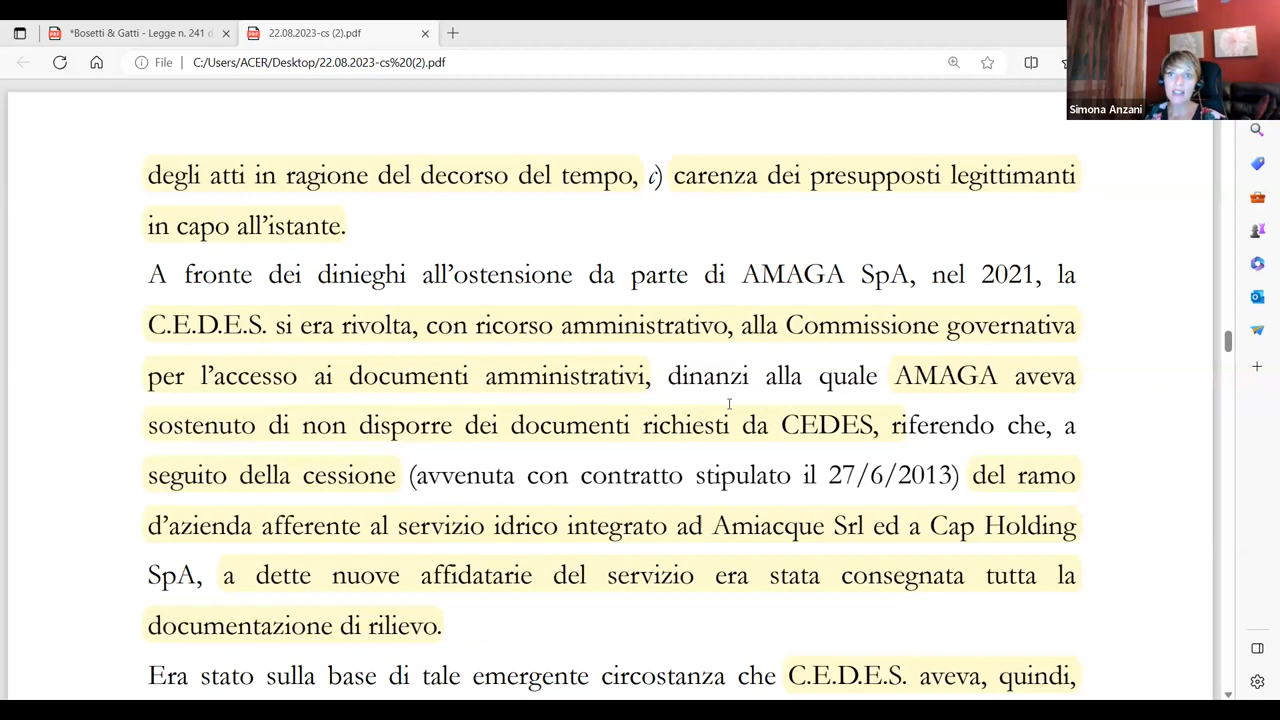 *Bosetti & Gatti - Legge n. 241 d
22.08.2023-cs (2).pdf
File
C:/Users/ACER/Desktop/22.08.2023-cs%20(2).pdf
Simona Anzani
degli atti in ragione del decorso del tempo, c) carenza dei presupposti legittimanti
in capo all’istante.
A fronte dei dinieghi all’ostensione da parte di AMAGA SpA, nel 2021, la
C.E.D.E.S. si era rivolta, con ricorso amministrativo, alla Commissione governativa
per l’accesso ai documenti amministrativi, dinanzi alla quale AMAGA aveva
sostenuto di non disporre dei documenti richiesti da CEDES, riferendo che, a
seguito della cessione (avvenuta con contratto stipulato il 27/6/2013) del ramo
d’azienda afferente al servizio idrico integrato ad Amiacque Srl ed a Cap Holding
SpA, a dette nuove affidatarie del servizio era stata consegnata tutta la
documentazione di rilievo.
Era stato sulla base di tale emergente circostanza che C.E.D.E.S. aveva, quindi,